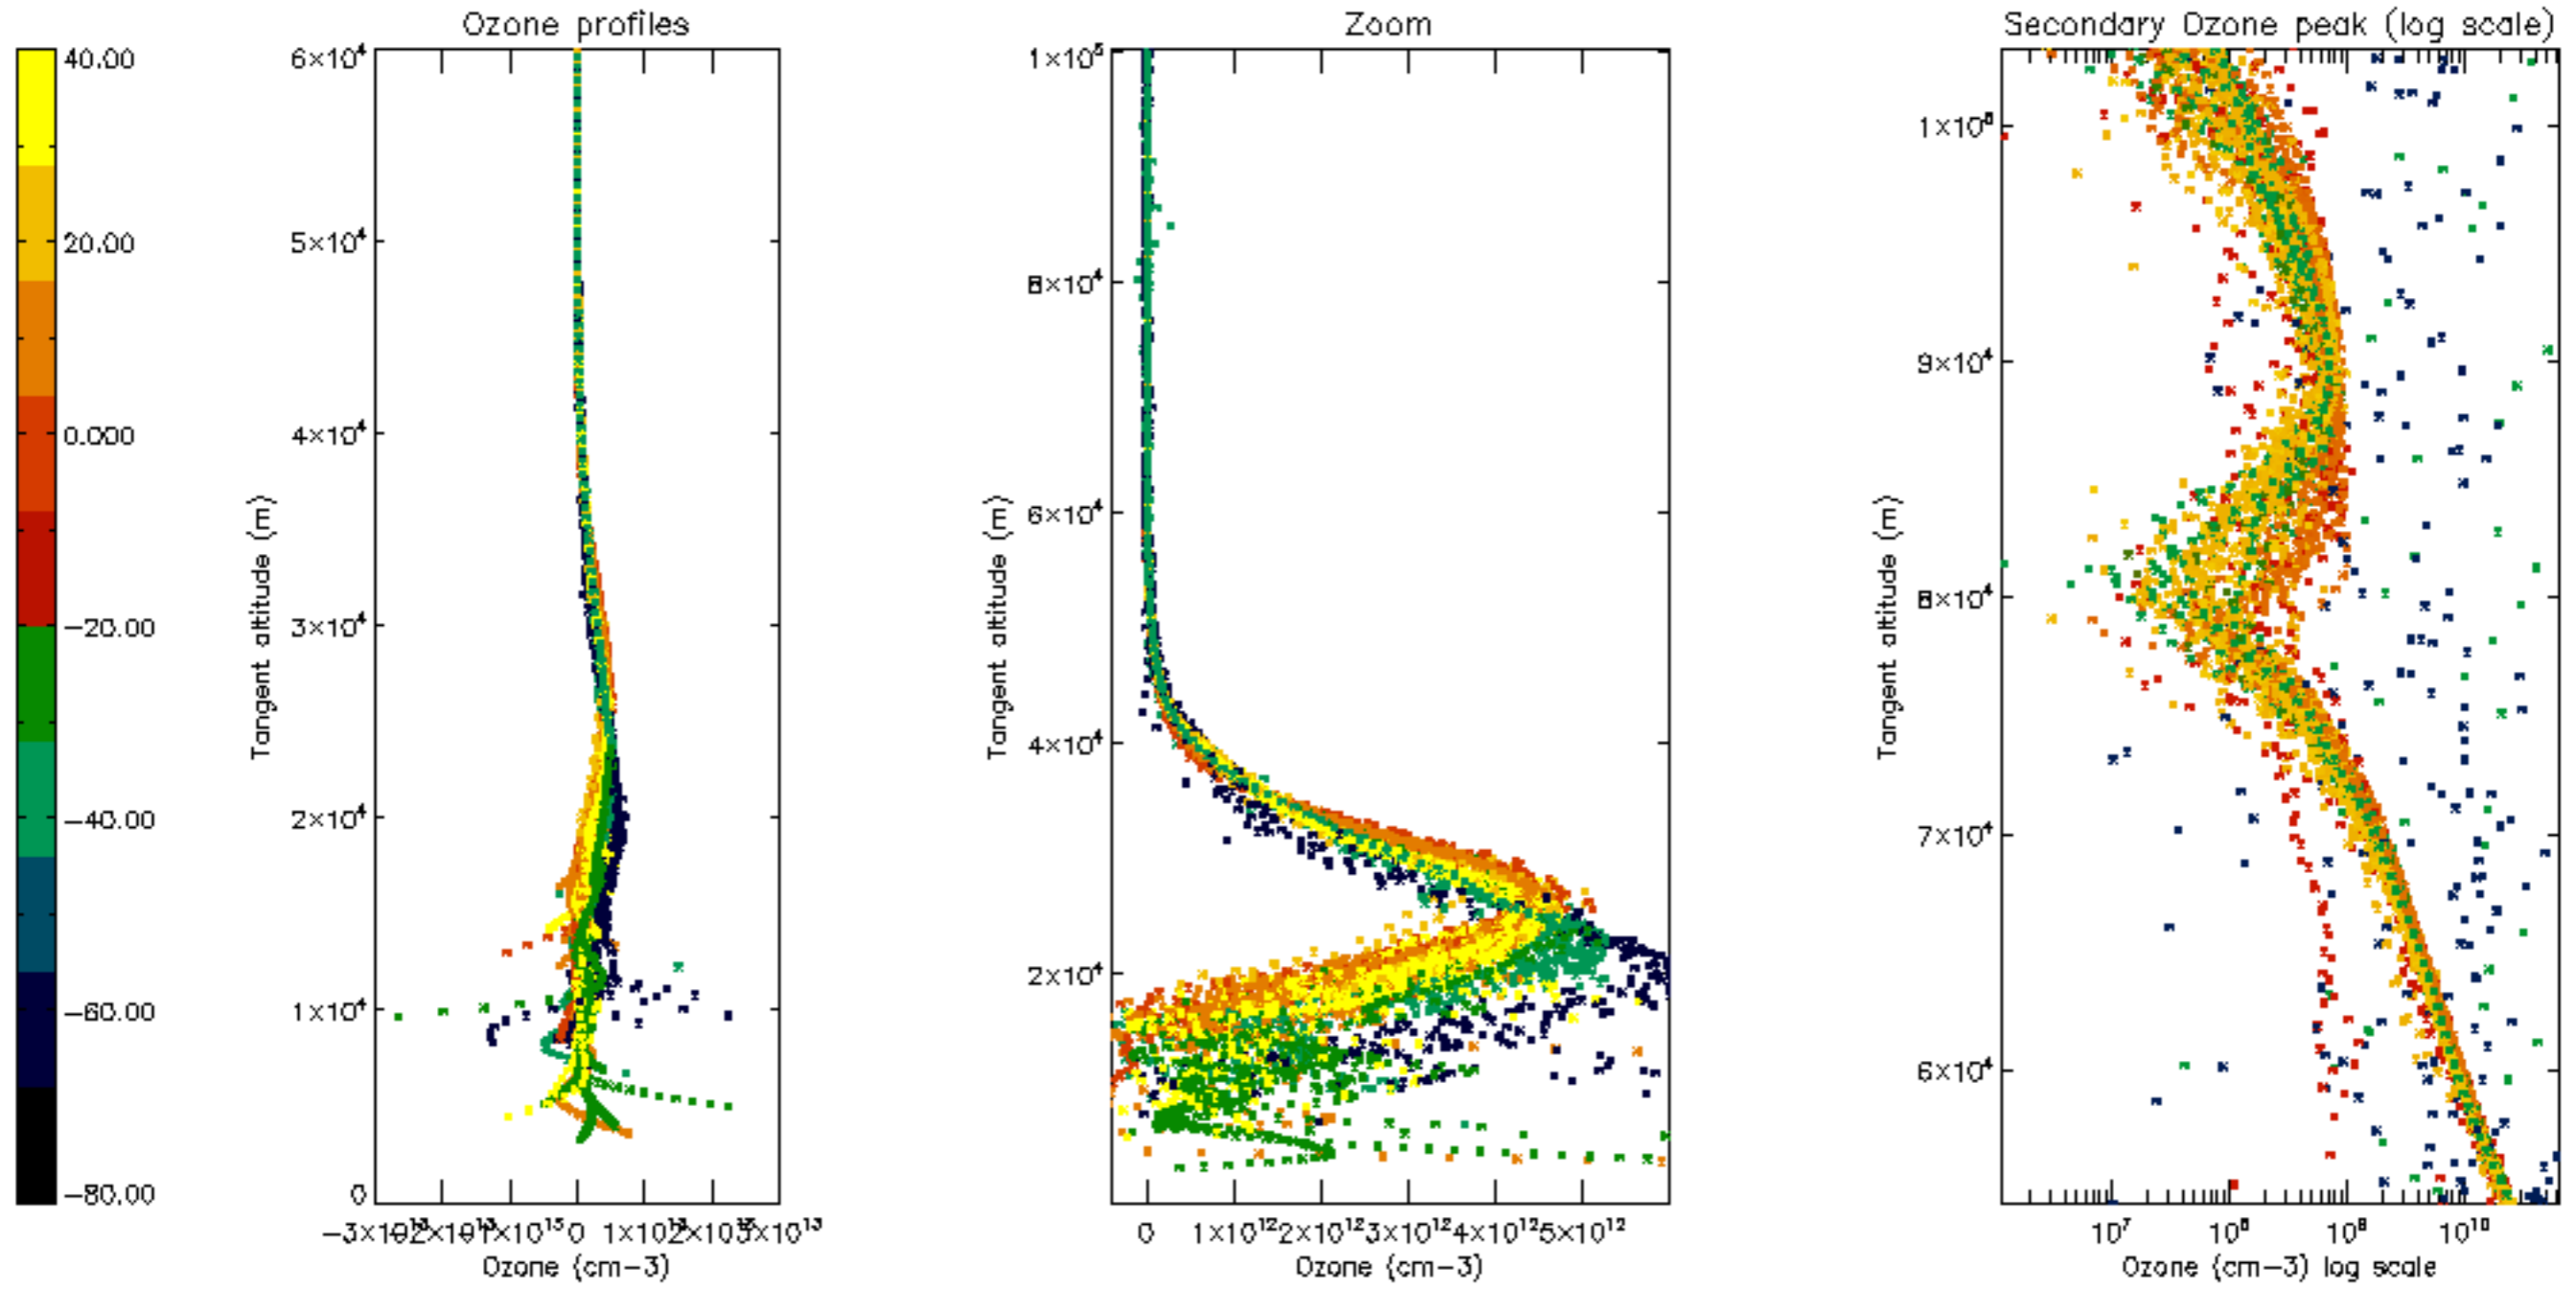 Ozone profiles
Zoom
Secondary Ozone peak (log scale)
40.00
20.00
0.000
−20.00
−40.00
−60.00
−80.00
Tangent altitude (m)
6×10⁴
5×10⁴
4×10⁴
3×10⁴
2×10⁴
1×10⁴
0
0
Ozone (cm−3)
Tangent altitude (m)
1×10⁵
8×10⁴
6×10⁴
4×10⁴
2×10⁴
0 1×10¹² 2×10¹² 3×10¹² 4×10¹² 5×10¹²
Ozone (cm−3)
Tangent altitude (m)
1×10⁵
9×10⁴
8×10⁴
7×10⁴
6×10⁴
10⁷ 10⁸ 10⁹ 10¹⁰
Ozone (cm−3) log scale